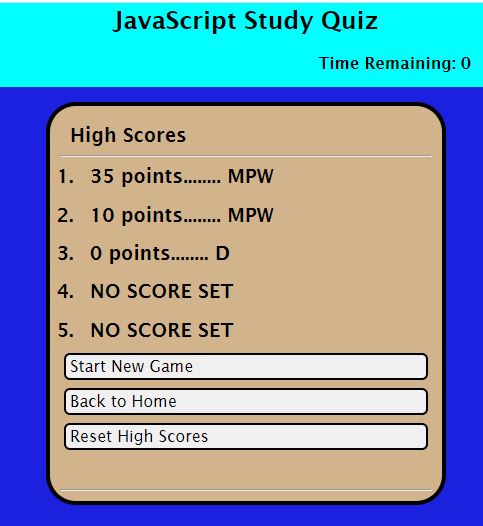 JavaScript Study Quiz
Time Remaining: 0
High Scores
1. 35 points........ MPW
2. 10 points........ MPW
3. 0 points........ D
4. NO SCORE SET
5. NO SCORE SET
Start New Game
Back to Home
Reset High Scores